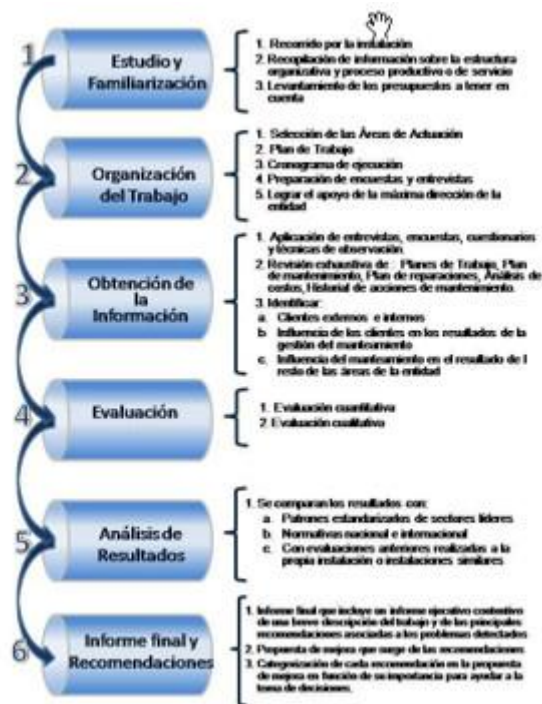 1
Estudio y
Familiarización
1. Recorrido por la instalación
2. Recopilación de información sobre la estructura
organizativa y proceso productivo o de servicio
3. Levantamiento de los presupuestos a tener en
cuenta
2
Organización
del Trabajo
1. Selección de las Áreas de Actuación
2. Plan de Trabajo
3. Cronograma de ejecución
4. Preparación de encuestas y entrevistas
5. Lograr el apoyo de la máxima dirección de la
entidad
3
Obtención de
la
Información
1. Aplicación de entrevistas, encuestas, cuestionarios
y técnicas de observación.
2. Revisión exhaustiva de : Planes de Trabajo, Plan
de mantenimiento, Plan de reparaciones, Análisis de
costos, Historial de acciones de mantenimiento.
3. Identificar:
a. Clientes externos e internos
b Influencia de los clientes en los resultados de la
gestión del manteamiento
c. Influencia del manteamiento en el resultado de l
resto de las áreas de la entidad
4
Evaluación
1. Evaluación cuantitativa
2. Evaluación cualitativa
5
Análisis de
Resultados
1. Se comparan los resultados con:
a. Patrones estandarizados de sectores líderes
b. Normativas nacional e internacional
c. Con evaluaciones anteriores realizadas a la
propia instalación o instalaciones similares
6
Informe final y
Recomendaciones
1. Informe final que incluye un informe ejecutivo contentivo
de una breve descripción del trabajo y de las principales
recomendaciones asociadas a los problemas detectados
2. Propuesta de mejora que surge de las recomendaciones
3. Categorización de cada recomendación en la propuesta
de mejora en función de su importancia para ayudar a la
toma de decisiones.